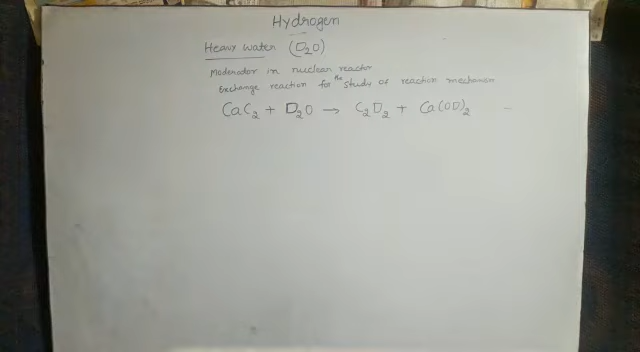 Hydrogen
Heavy water (D₂O)
Moderator in nuclear reactor
Exchange reaction for the study of reaction mechanism
CaC₂ + D₂O → C₂D₂ + Ca(OD)₂